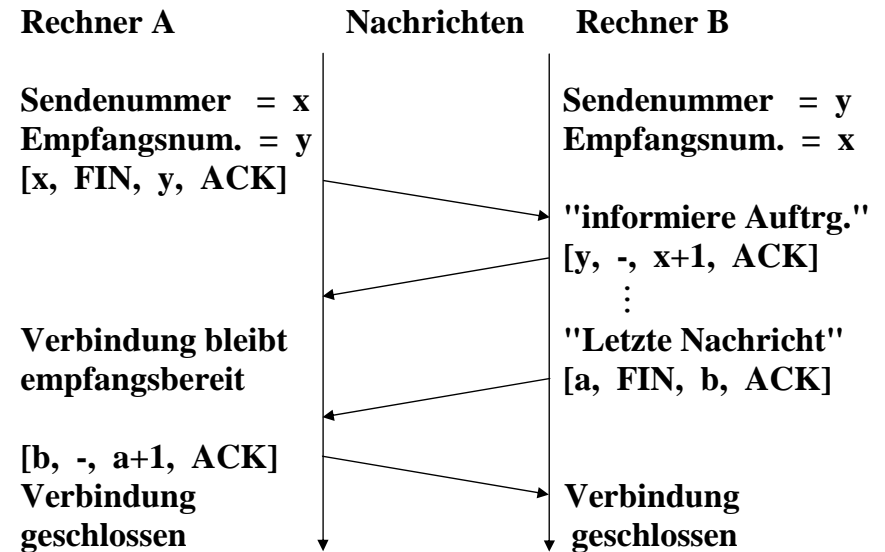 Rechner A Nachrichten Rechner B
Sendenummer = x Sendenummer = y
Empfangsnum. = y Empfangsnum. = x
[x, FIN, y, ACK]
"informiere Auftrg."
[y, -, x+1, ACK]
⋮
Verbindung bleibt "Letzte Nachricht"
empfangsbereit [a, FIN, b, ACK]
[b, -, a+1, ACK]
Verbindung Verbindung
geschlossen geschlossen